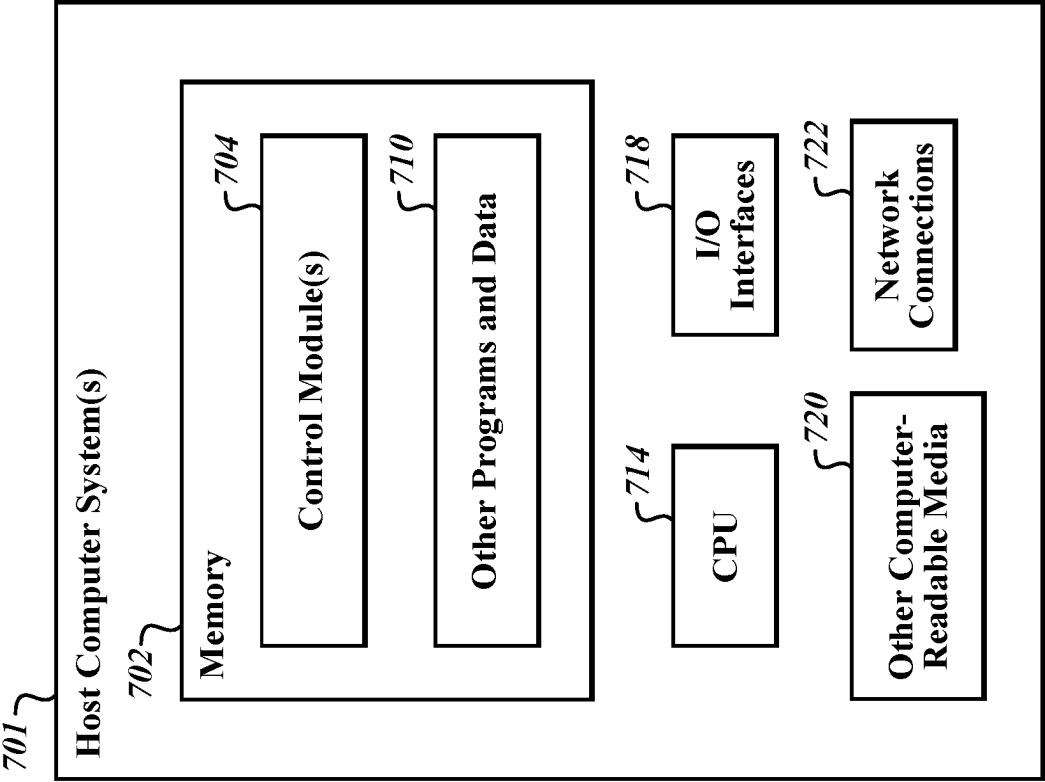 701
Host Computer System(s)
702
Memory
704
Control Module(s)
710
Other Programs and Data
714
CPU
718
I/O
Interfaces
720
Other Computer-
Readable Media
722
Network
Connections